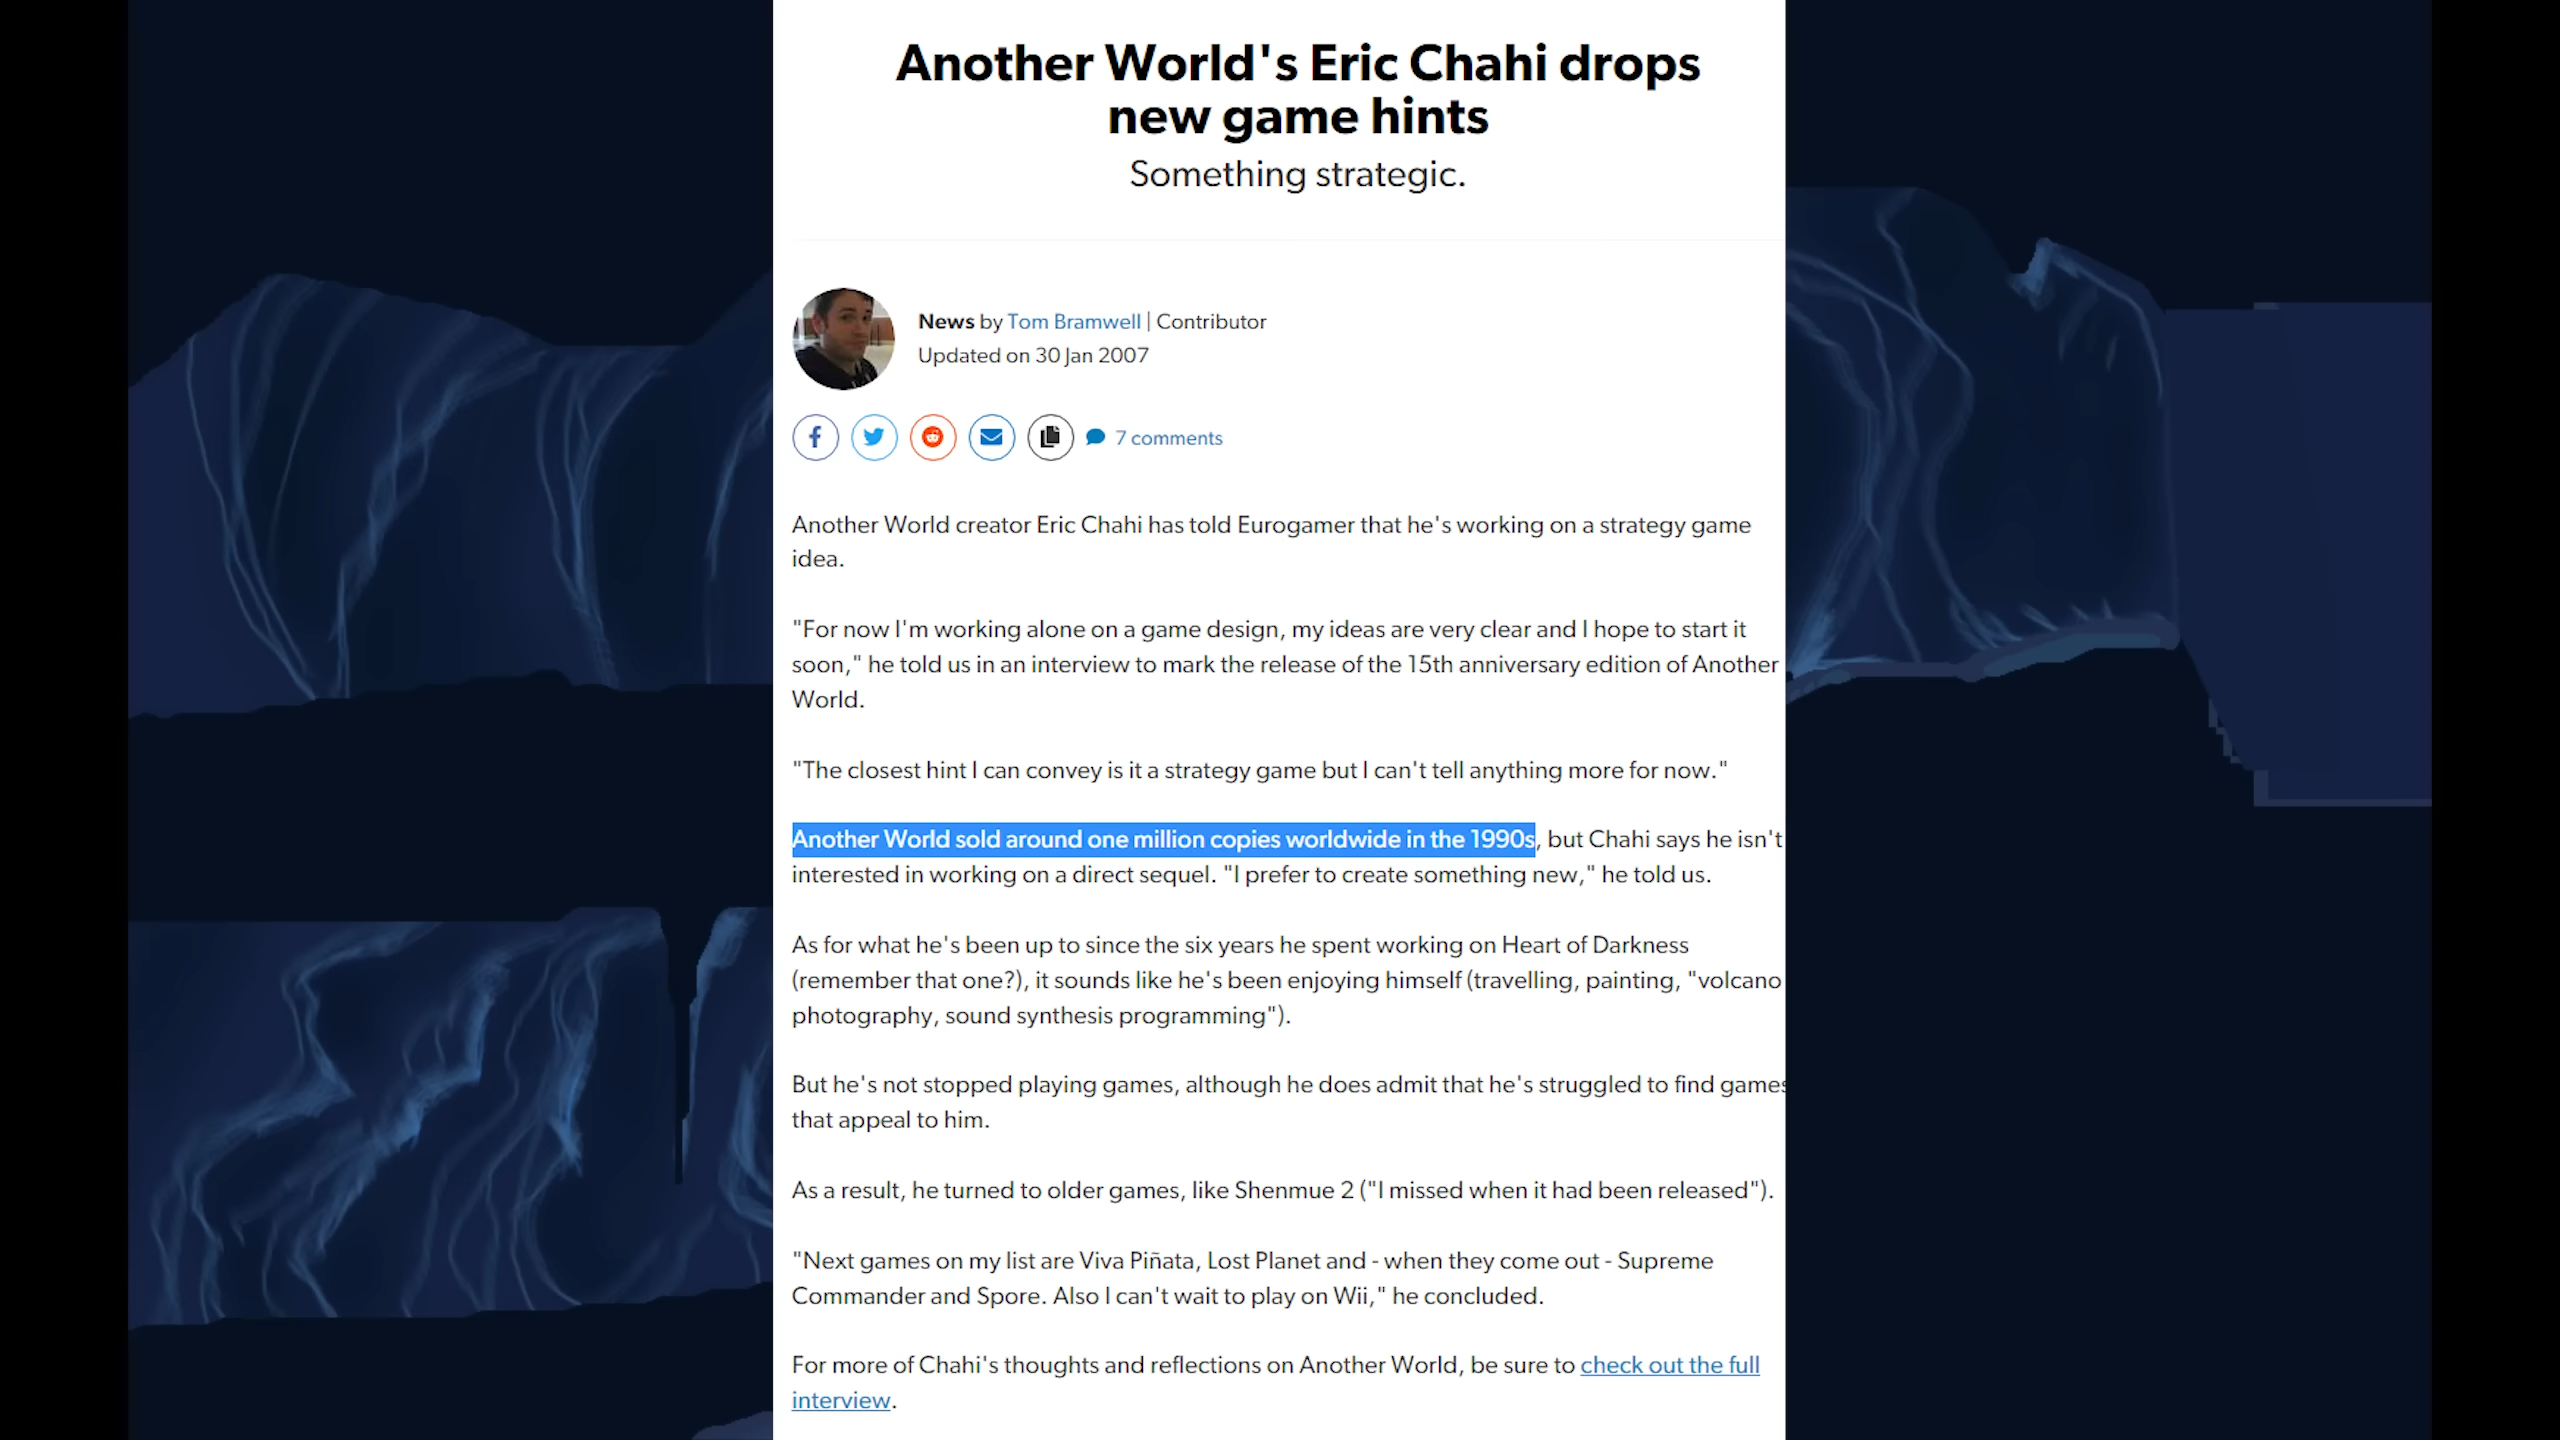 Another World's Eric Chahi drops
new game hints
Something strategic.
News by Tom Bramwell | Contributor
Updated on 30 Jan 2007
7 comments
Another World creator Eric Chahi has told Eurogamer that he's working on a strategy game
idea.
"For now I'm working alone on a game design, my ideas are very clear and I hope to start it
soon," he told us in an interview to mark the release of the 15th anniversary edition of Another
World.
"The closest hint I can convey is it a strategy game but I can't tell anything more for now."
Another World sold around one million copies worldwide in the 1990s, but Chahi says he isn't
interested in working on a direct sequel. "I prefer to create something new," he told us.
As for what he's been up to since the six years he spent working on Heart of Darkness
(remember that one?), it sounds like he's been enjoying himself (travelling, painting, "volcano
photography, sound synthesis programming").
But he's not stopped playing games, although he does admit that he's struggled to find games
that appeal to him.
As a result, he turned to older games, like Shenmue 2 ("I missed when it had been released").
"Next games on my list are Viva Piñata, Lost Planet and - when they come out - Supreme
Commander and Spore. Also I can't wait to play on Wii," he concluded.
For more of Chahi's thoughts and reflections on Another World, be sure to check out the full
interview.